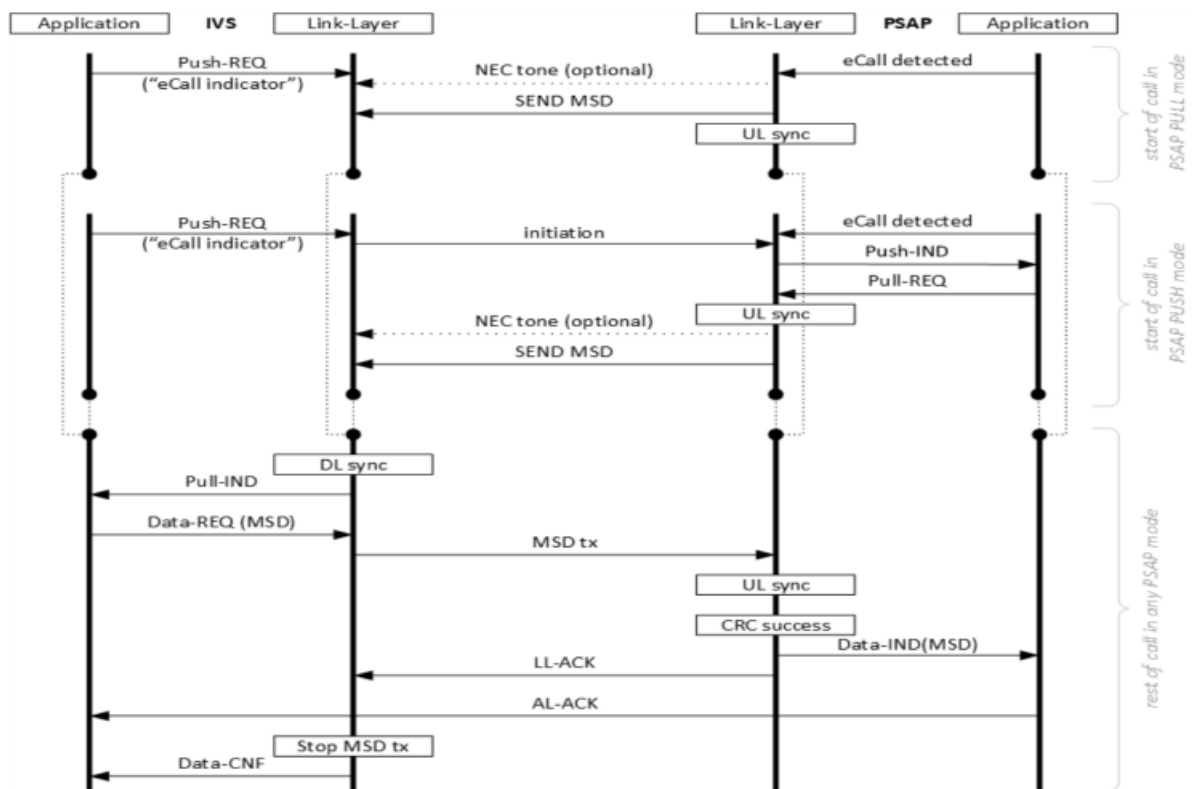 Application IVS Link-Layer Link-Layer PSAP Application
Push-REQ
("eCall indicator")
NEC tone (optional)
eCall detected
SEND MSD
UL sync
start of call in
PSAP PULL mode
Push-REQ
("eCall indicator")
initiation
eCall detected
Push-IND
Pull-REQ
UL sync
NEC tone (optional)
SEND MSD
start of call in
PSAP PUSH mode
DL sync
Pull-IND
Data-REQ (MSD)
MSD tx
UL sync
CRC success
Data-IND(MSD)
LL-ACK
AL-ACK
Stop MSD tx
Data-CNF
rest of call in any PSAP mode